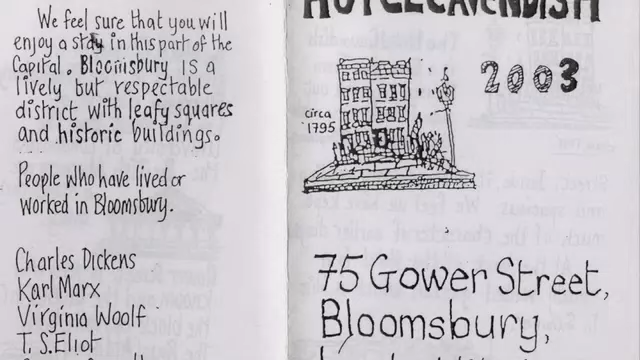 We feel sure that you will
enjoy a stay in this part of the
Capital. Bloomsbury is a
lively but respectable
district with leafy squares
and historic buildings.
People who have lived or
worked in Bloomsbury.
Charles Dickens
Karl Marx
Virginia Woolf
T. S. Eliot
HOTEL CAVENDISH
2003
circa
1795
75 Gower Street,
Bloomsbury,